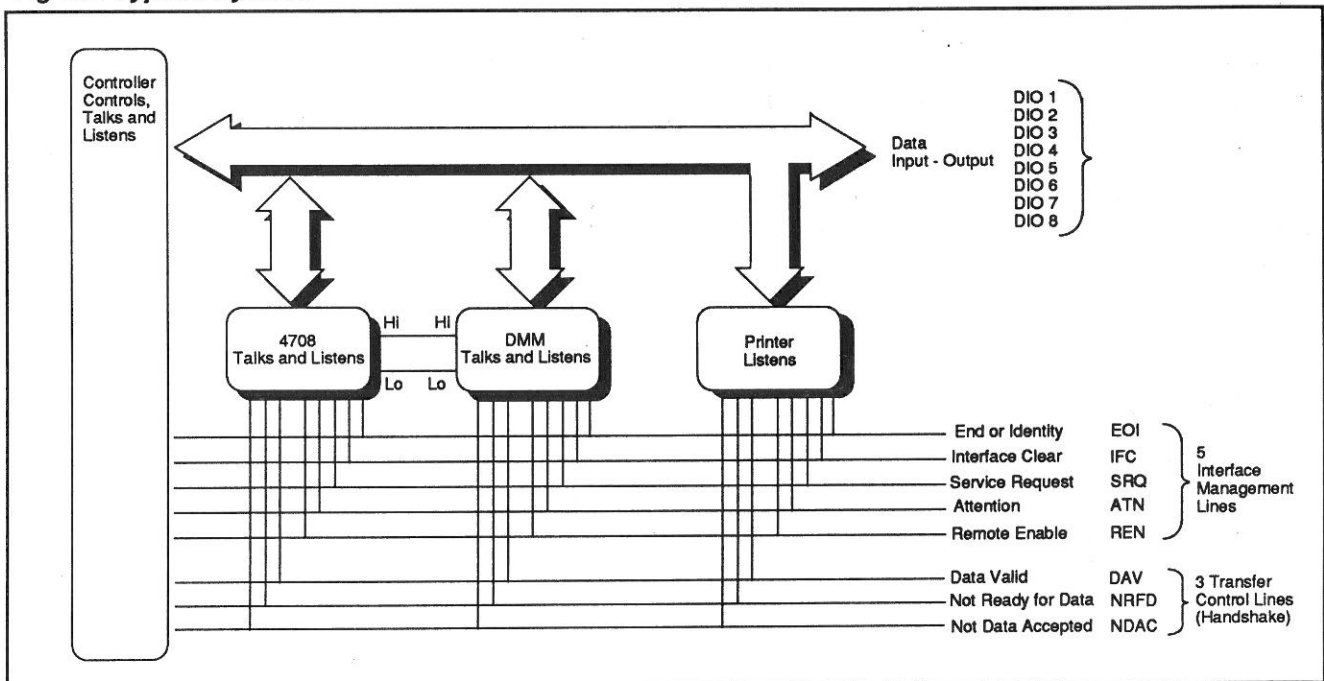 Controller
Controls,
Talks and
Listens
Data
Input - Output
DIO 1
DIO 2
DIO 3
DIO 4
DIO 5
DIO 6
DIO 7
DIO 8
4708
Talks and Listens
Hi Hi
Lo Lo
DMM
Talks and Listens
Printer
Listens
End or Identity EOI
Interface Clear IFC
Service Request SRQ
Attention ATN
Remote Enable REN
5
Interface
Management
Lines
Data Valid DAV
Not Ready for Data NRFD
Not Data Accepted NDAC
3 Transfer
Control Lines
(Handshake)